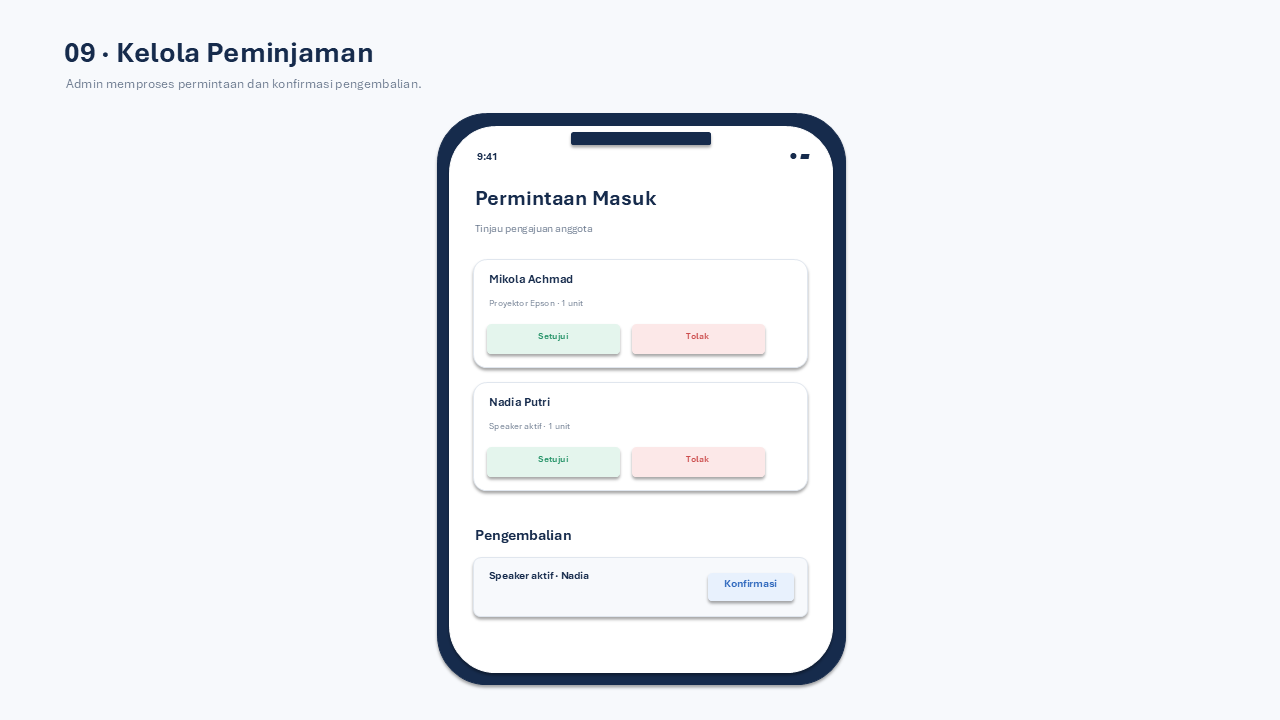 09 · Kelola Peminjaman
Admin memproses permintaan dan konfirmasi pengembalian.
9:41
Permintaan Masuk
Tinjau pengajuan anggota
Mikola Achmad
Proyektor Epson · 1 unit
Setujui
Tolak
Nadia Putri
Speaker aktif · 1 unit
Setujui
Tolak
Pengembalian
Speaker aktif · Nadia
Konfirmasi